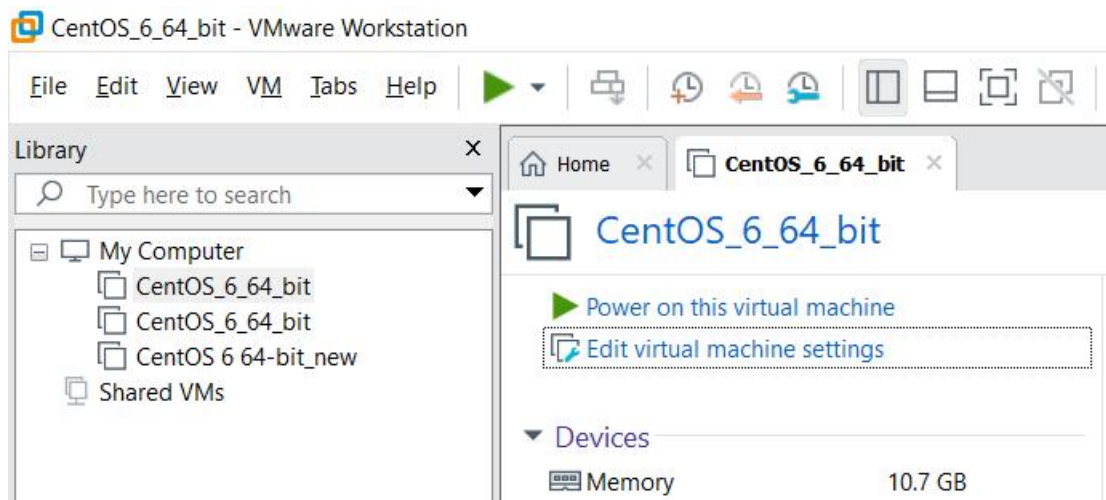 CentOS_6_64_bit - VMware Workstation
File Edit View VM Tabs Help
Library X
Type here to search
My Computer
CentOS_6_64_bit
CentOS_6_64_bit
CentOS 6 64-bit_new
Shared VMs
Home CentOS_6_64_bit
CentOS_6_64_bit
Power on this virtual machine
Edit virtual machine settings
Devices
Memory 10.7 GB